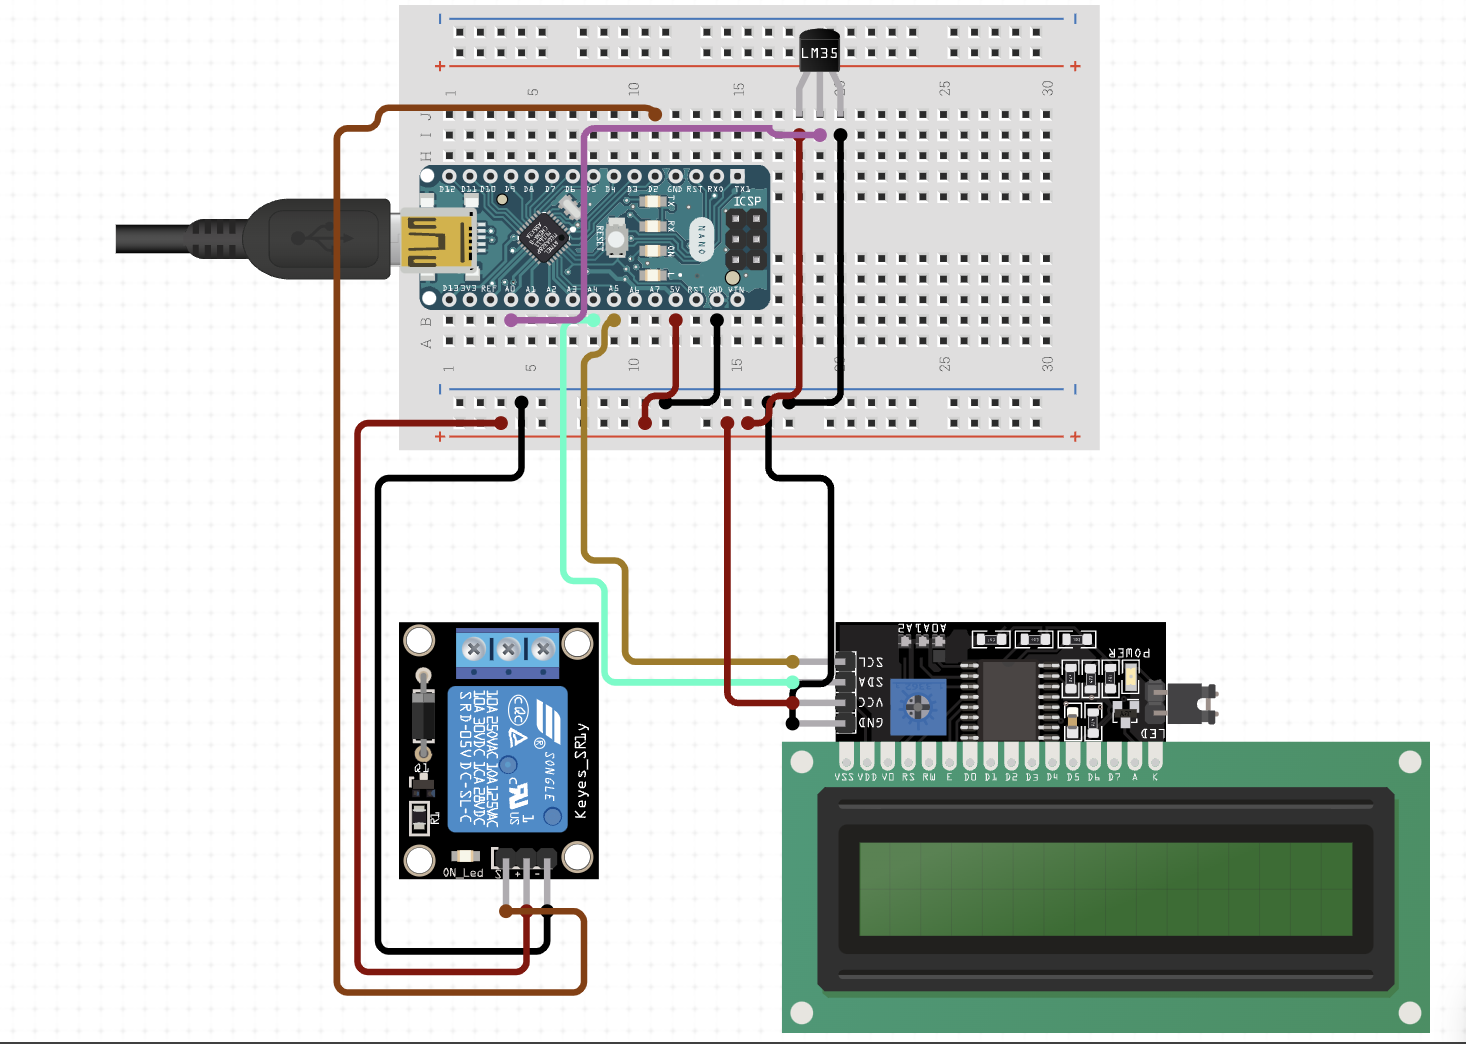 LM35
1 5 10 15 25 30
J
I
H
D12 D11 D10 D9 D8 D7 D6 D5 D4 D3 D2 GND RST RX0 TX1
ICSP
TX
RX
ON
L
RESET
NANO
D13 3V3 REF A0 A1 A2 A3 A4 A5 A6 A7 5V RST GND VIN
B
A
1 5 10 15 25 30
A2 A1 A0
POWER
SCL
SDA
VCC
GND
LED
VSS VDD VO RS RW E D0 D1 D2 D3 D4 D5 D6 D7 A K
10A 250VAC 10A 125VAC
10A 30VDC 10A 28VDC
SRD-05VDC-SL-C
SONGLE
Keyes_SR1y
Q1
R1
ON_Led
S + -